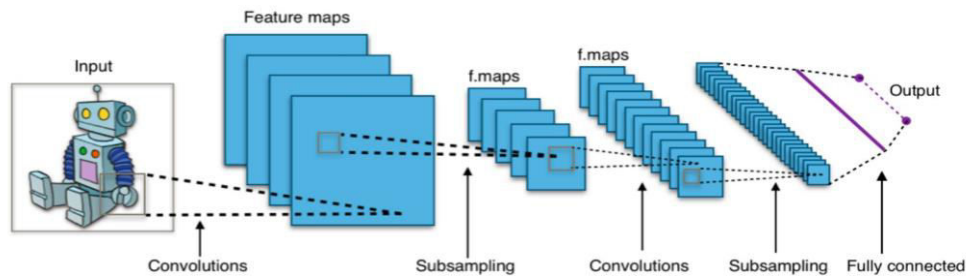 Feature maps
Input
f.maps
f.maps
Output
Convolutions
Subsampling
Convolutions
Subsampling
Fully connected